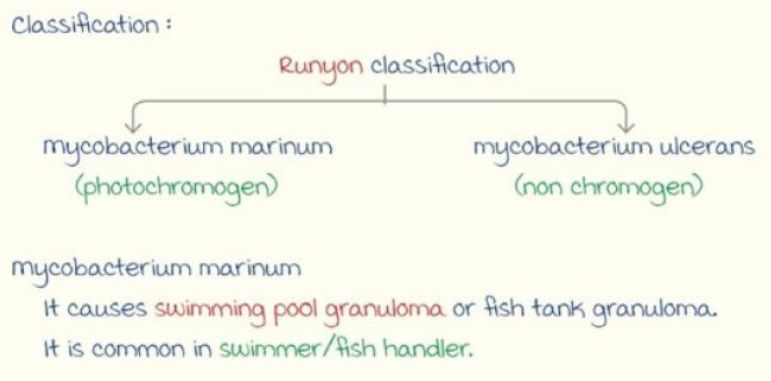 Classification :
Runyon classification
mycobacterium marinum
(photochromogen)
mycobacterium ulcerans
(non chromogen)
mycobacterium marinum
It causes swimming pool granuloma or fish tank granuloma.
It is common in swimmer/fish handler.